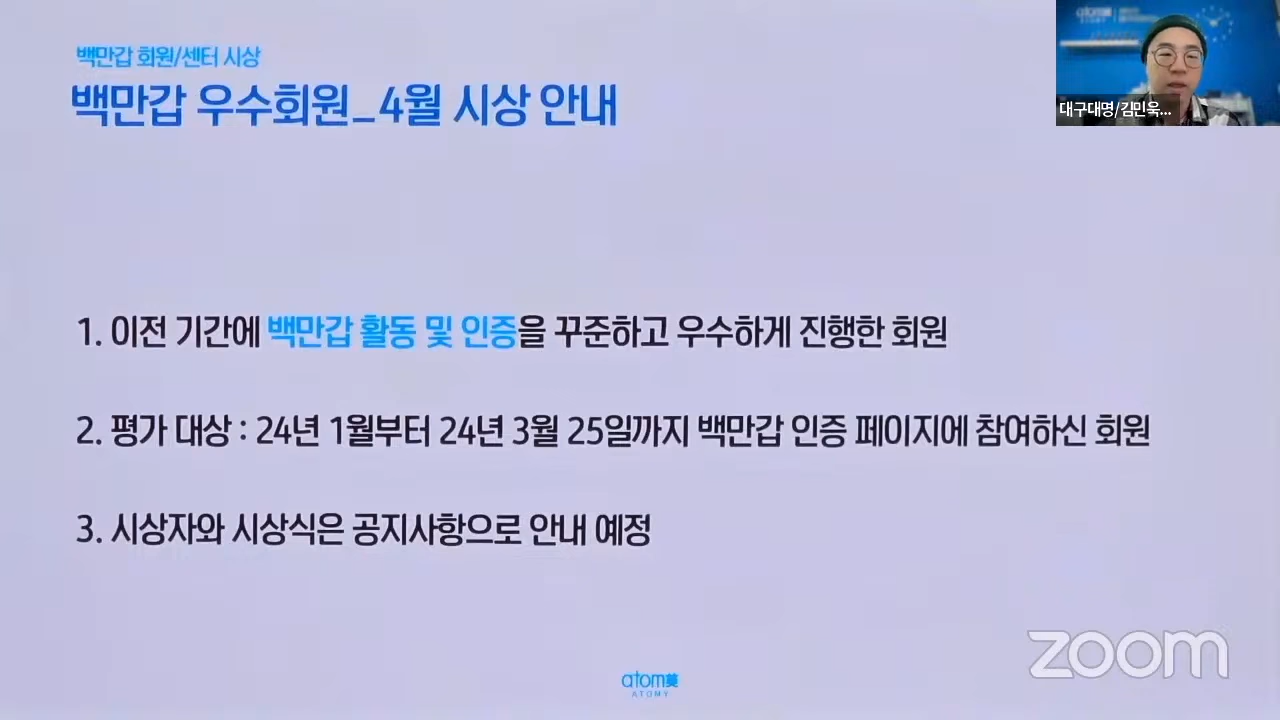 백만갑 회원/센터 시상
백만갑 우수회원_4월 시상 안내
대구대명/김민욱...
1. 이전 기간에 백만갑 활동 및 인증을 꾸준하고 우수하게 진행한 회원
2. 평가 대상 : 24년 1월부터 24년 3월 25일까지 백만갑 인증 페이지에 참여하신 회원
3. 시상자와 시상식은 공지사항으로 안내 예정
zoom
atom美
ATOMY